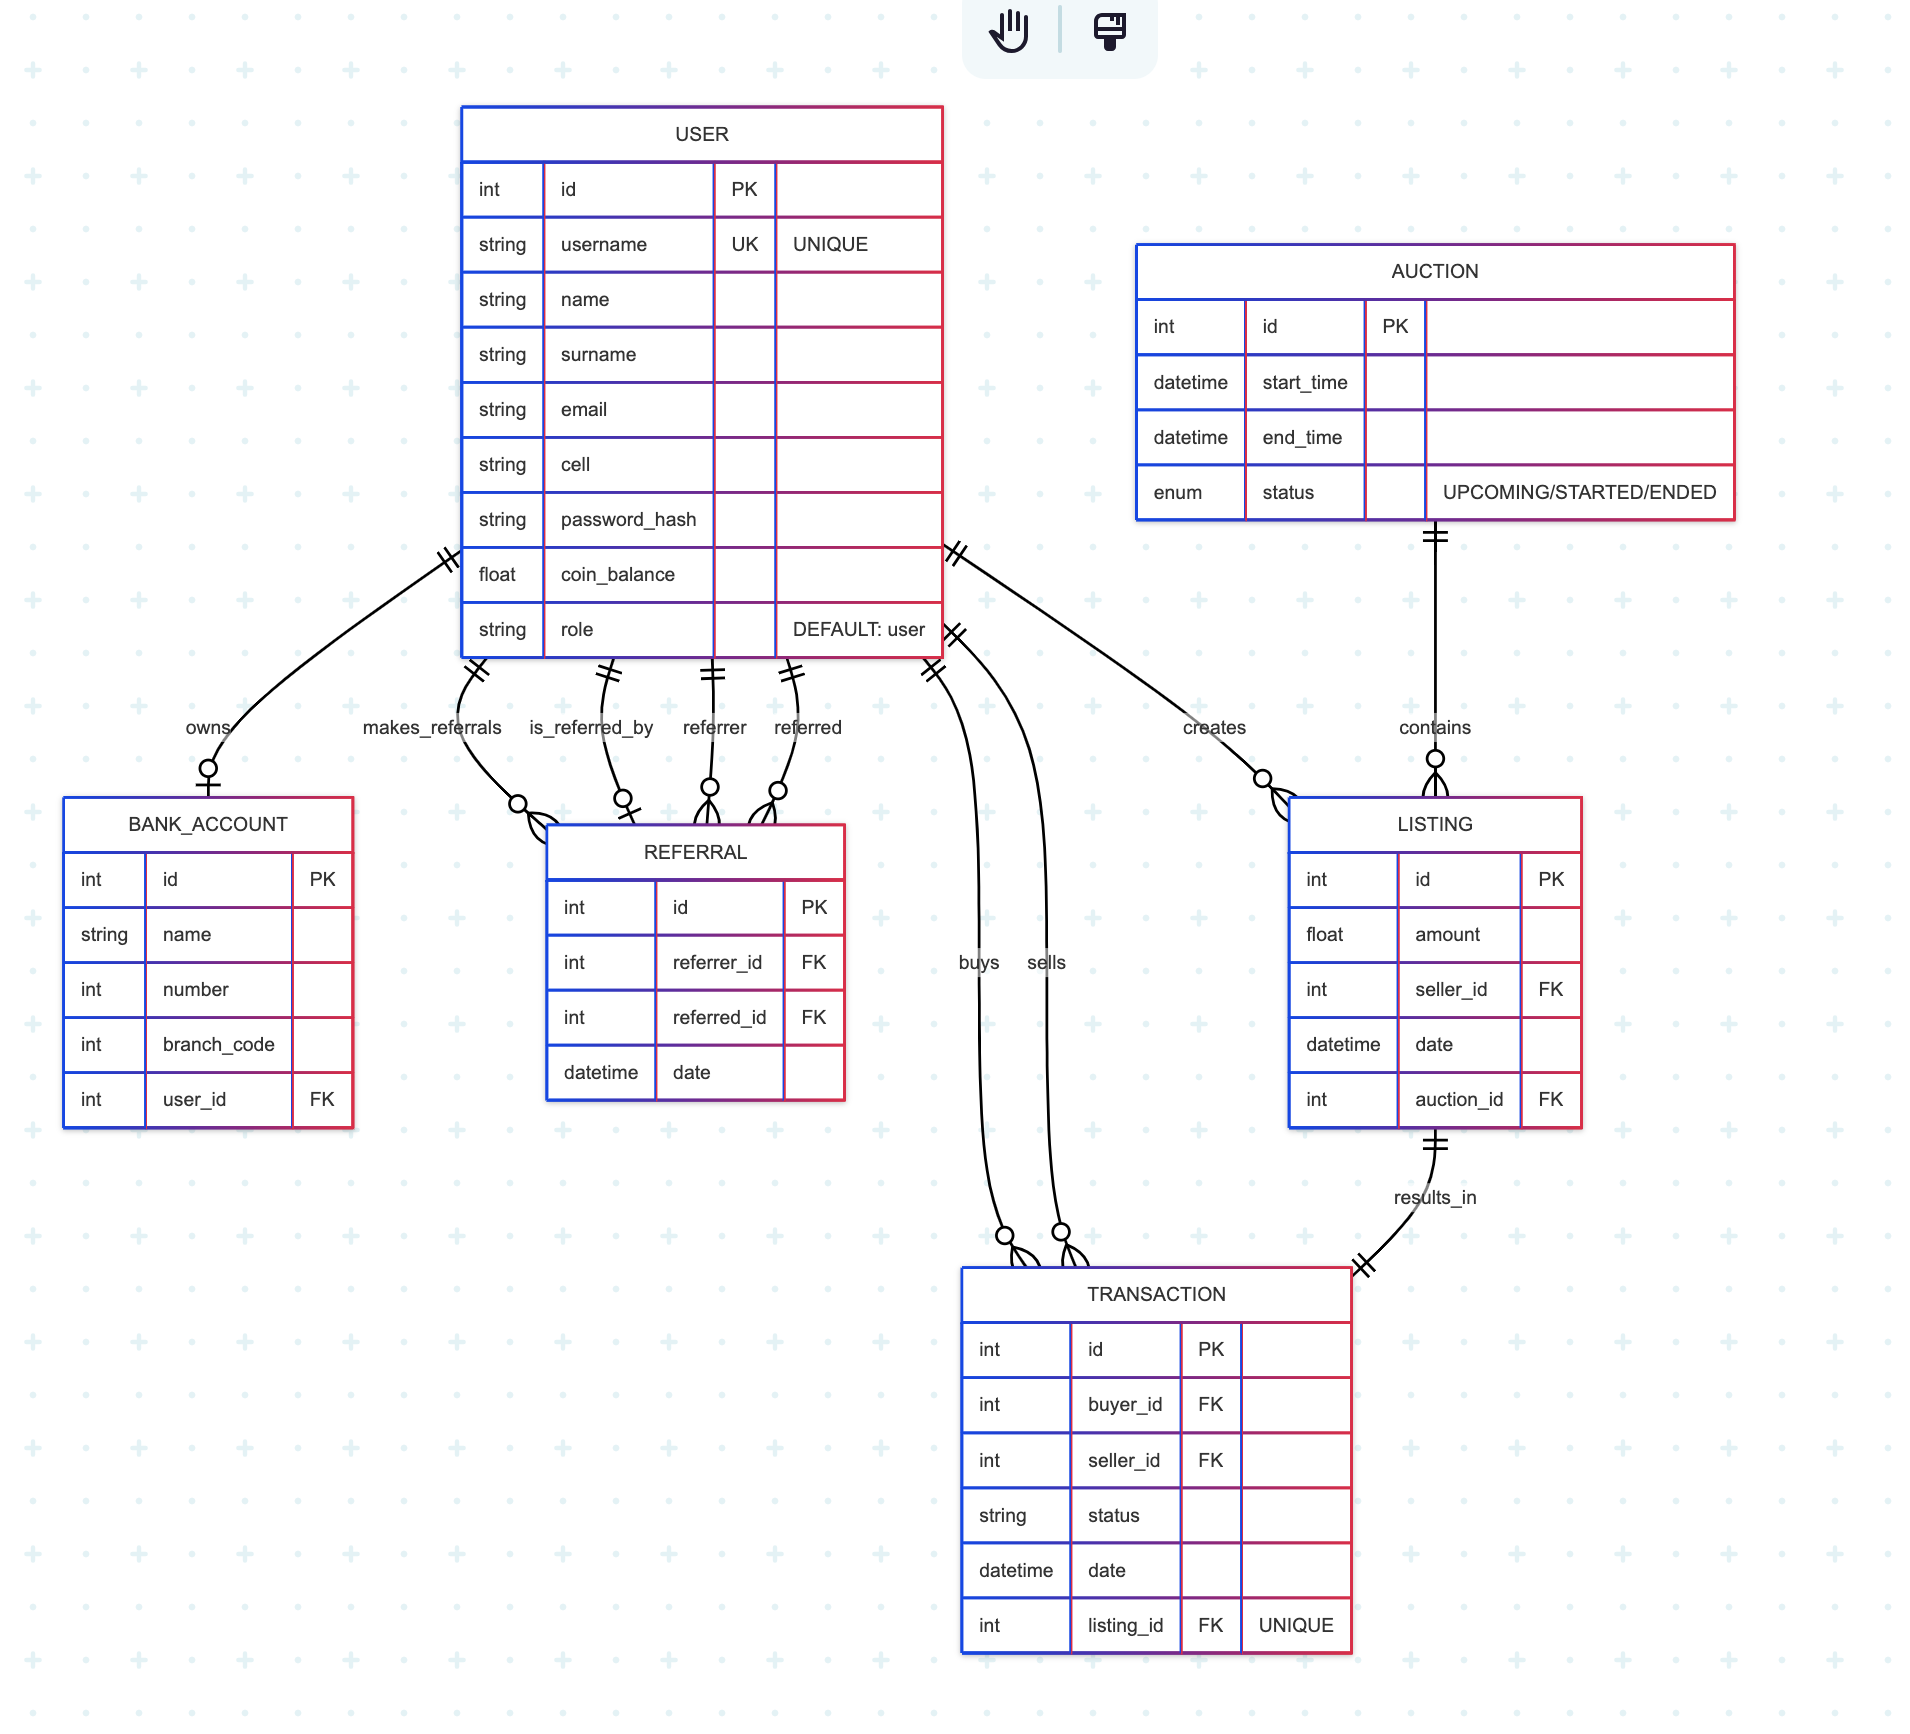 USER
int id PK
string username UK UNIQUE
string name
string surname
string email
string cell
string password_hash
float coin_balance
string role DEFAULT: user
AUCTION
int id PK
datetime start_time
datetime end_time
enum status UPCOMING/STARTED/ENDED
owns
makes_referrals
is_referred_by
referrer
referred
creates
contains
BANK_ACCOUNT
int id PK
string name
int number
int branch_code
int user_id FK
REFERRAL
int id PK
int referrer_id FK
int referred_id FK
datetime date
buys
sells
LISTING
int id PK
float amount
int seller_id FK
datetime date
int auction_id FK
results_in
TRANSACTION
int id PK
int buyer_id FK
int seller_id FK
string status
datetime date
int listing_id FK UNIQUE